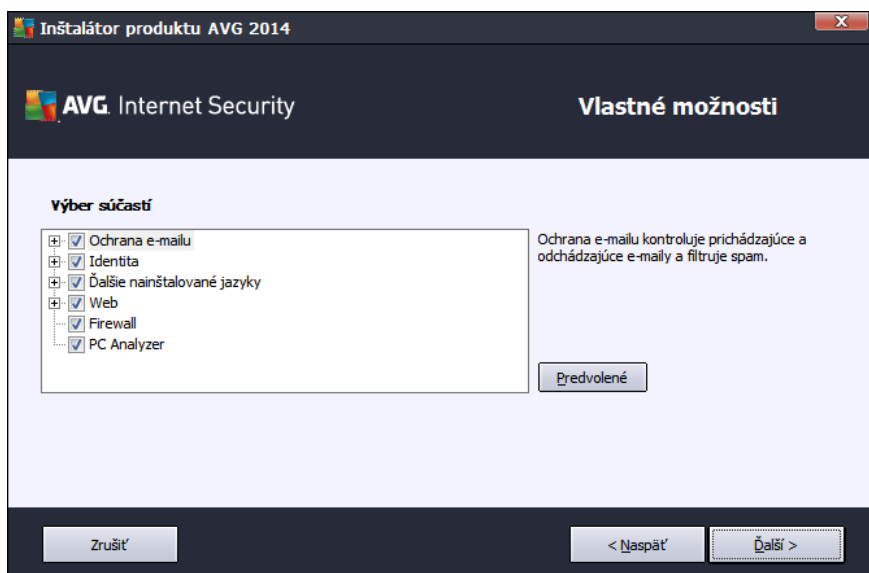 Inštalátor produktu AVG 2014
X
AVG. Internet Security
Vlastné možnosti
Výber súčastí
Ochrana e-mailu
Identita
Ďalšie nainštalované jazyky
Web
Firewall
PC Analyzer
Ochrana e-mailu kontroluje prichádzajúce a
odchádzajúce e-maily a filtruje spam.
Predvolené
Zrušiť
< Naspäť
Ďalší >